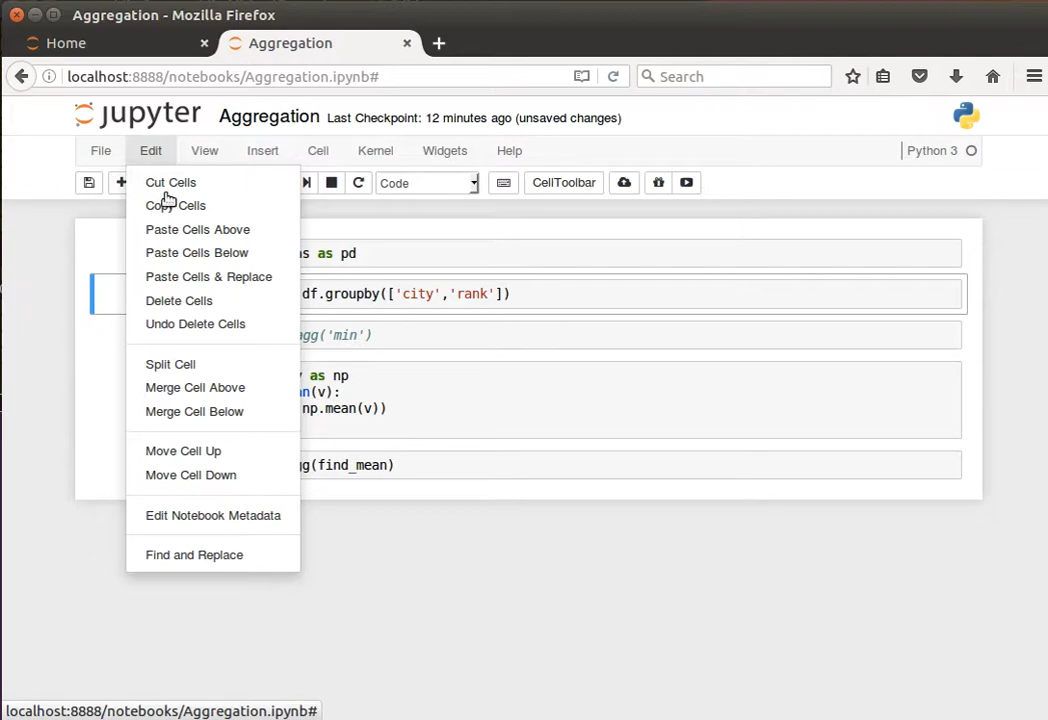 Aggregation - Mozilla Firefox
Home
Aggregation
localhost:8888/notebooks/Aggregation.ipynb#
Search
jupyter Aggregation Last Checkpoint: 12 minutes ago (unsaved changes)
File Edit View Insert Cell Kernel Widgets Help Python 3
Code CellToolbar
Cut Cells
Copy Cells
Paste Cells Above
Paste Cells Below
Paste Cells & Replace
Delete Cells
Undo Delete Cells
Split Cell
Merge Cell Above
Merge Cell Below
Move Cell Up
Move Cell Down
Edit Notebook Metadata
Find and Replace
as pd
df.groupby(['city','rank'])
agg('min')
as np
(v):
np.mean(v))
(find_mean)
localhost:8888/notebooks/Aggregation.ipynb#